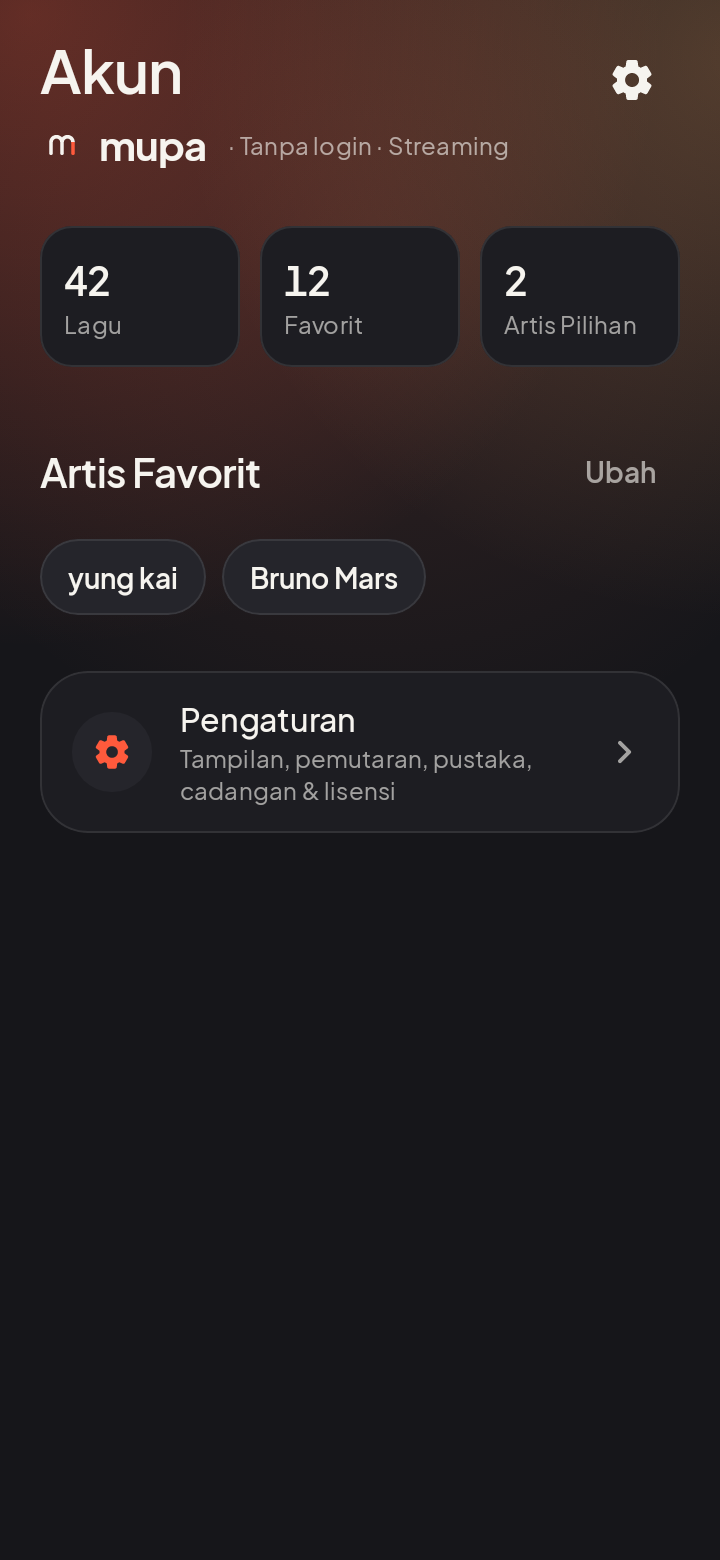 Akun
m mupa · Tanpa login · Streaming
42
Lagu
12
Favorit
2
Artis Pilihan
Artis Favorit
Ubah
yung kai
Bruno Mars
Pengaturan
Tampilan, pemutaran, pustaka,
cadangan & lisensi